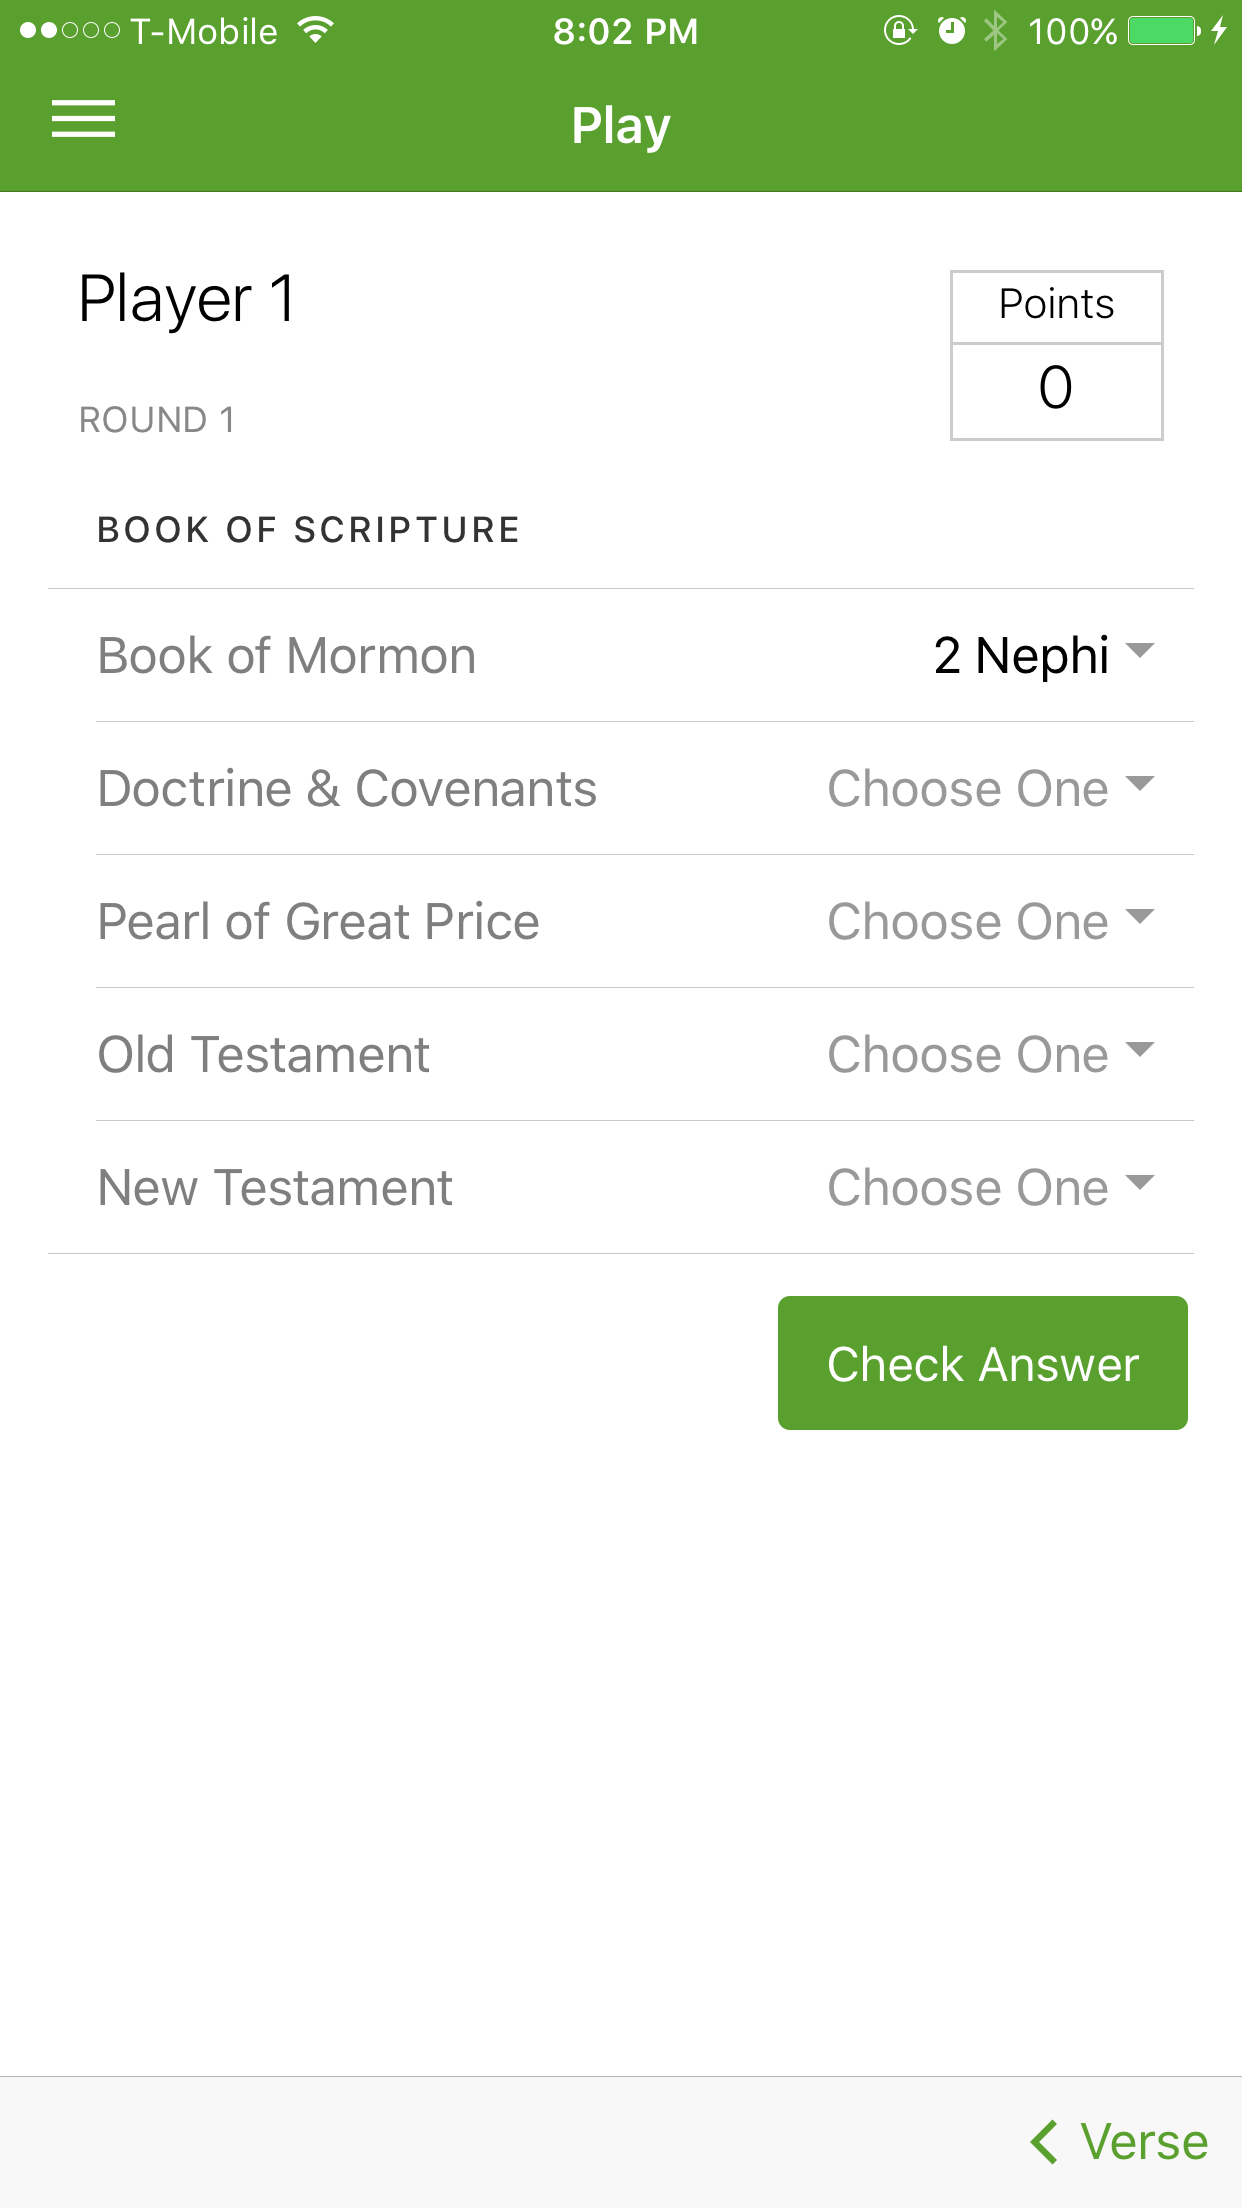 T-Mobile 8:02 PM 100%
Play
Player 1
Points
0
ROUND 1
BOOK OF SCRIPTURE
Book of Mormon 2 Nephi
Doctrine & Covenants Choose One
Pearl of Great Price Choose One
Old Testament Choose One
New Testament Choose One
Check Answer
Verse